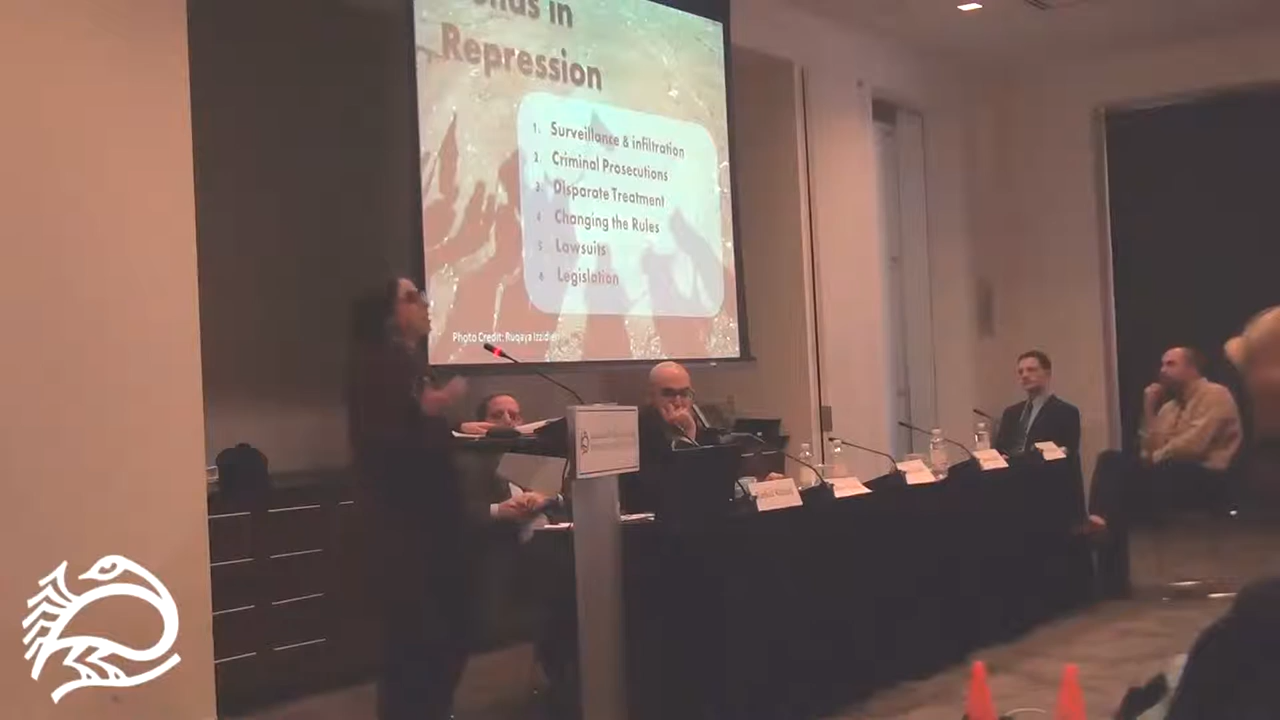 in
Repression
1. Surveillance & infiltration
2. Criminal Prosecutions
3. Disparate Treatment
4 Changing the Rules
5 Lawsuits
6 Legislation
Photo Credit: Ruqaya